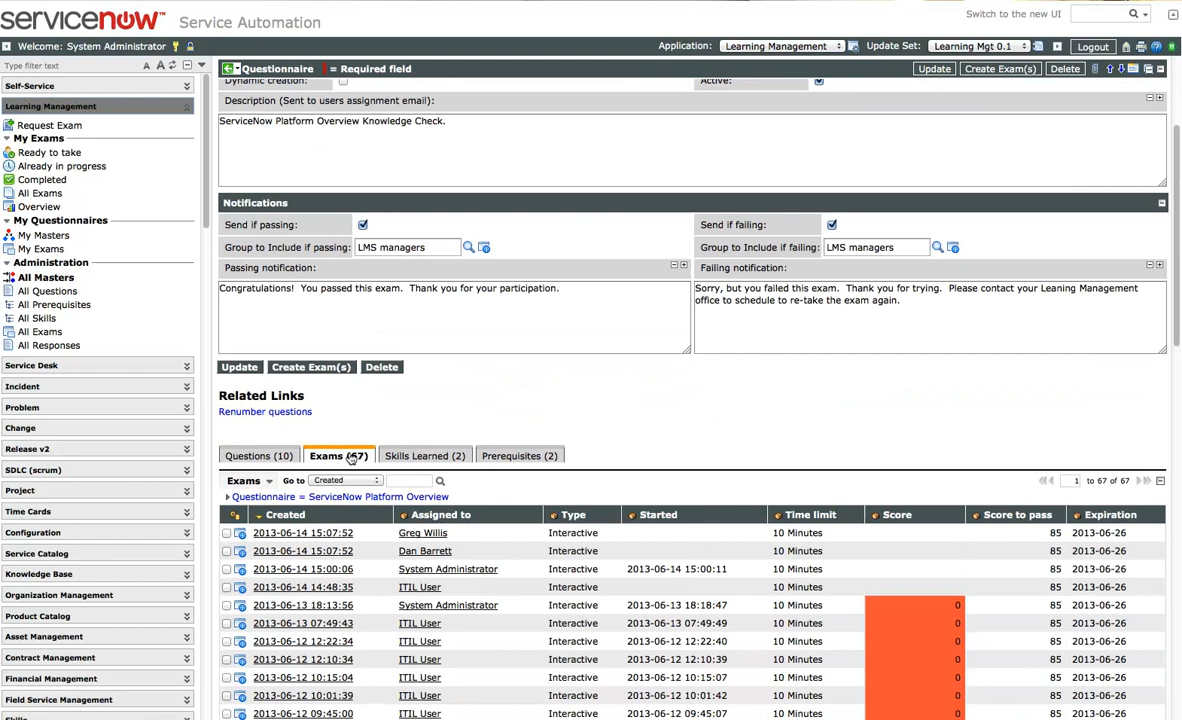 servicenow™ Service Automation
Switch to the new UI
Welcome: System Administrator
Application: Learning Management
Update Set: Learning Mgt 0.1
Logout
Type filter text
A A
Self-Service
Learning Management
Request Exam
My Exams
Ready to take
Already in progress
Completed
All Exams
Overview
My Questionnaires
My Masters
My Exams
Administration
All Masters
All Questions
All Prerequisites
All Skills
All Exams
All Responses
Service Desk
Incident
Problem
Change
Release v2
SDLC (scrum)
Project
Time Cards
Configuration
Service Catalog
Knowledge Base
Organization Management
Product Catalog
Asset Management
Contract Management
Financial Management
Field Service Management
Skills
Questionnaire = Required field
Update Create Exam(s) Delete
Dynamic creation: Active:
Description (Sent to users assignment email):
ServiceNow Platform Overview Knowledge Check.
Notifications
Send if passing: Send if failing:
Group to Include if passing: LMS managers Group to Include if failing: LMS managers
Passing notification: Failing notification:
Congratulations! You passed this exam. Thank you for your participation.
Sorry, but you failed this exam. Thank you for trying. Please contact your Leaning Management
office to schedule to re-take the exam again.
Update Create Exam(s) Delete
Related Links
Renumber questions
Questions (10) Exams (67) Skills Learned (2) Prerequisites (2)
Exams Go to Created 1 to 67 of 67
Questionnaire = ServiceNow Platform Overview
Created Assigned to Type Started Time limit Score Score to pass Expiration
2013-06-14 15:07:52 Greg Willis Interactive 10 Minutes 85 2013-06-26
2013-06-14 15:07:52 Dan Barrett Interactive 10 Minutes 85 2013-06-26
2013-06-14 15:00:06 System Administrator Interactive 2013-06-14 15:00:11 10 Minutes 85 2013-06-26
2013-06-14 14:48:35 ITIL User Interactive 10 Minutes 85 2013-06-26
2013-06-13 18:13:56 System Administrator Interactive 2013-06-13 18:18:47 10 Minutes 0 85 2013-06-26
2013-06-13 07:49:43 ITIL User Interactive 2013-06-13 07:49:49 10 Minutes 0 85 2013-06-26
2013-06-12 12:22:34 ITIL User Interactive 2013-06-12 12:22:40 10 Minutes 0 85 2013-06-26
2013-06-12 12:10:34 ITIL User Interactive 2013-06-12 12:10:39 10 Minutes 0 85 2013-06-26
2013-06-12 10:15:04 ITIL User Interactive 2013-06-12 10:15:07 10 Minutes 0 85 2013-06-26
2013-06-12 10:01:39 ITIL User Interactive 2013-06-12 10:01:42 10 Minutes 0 85 2013-06-26
2013-06-12 09:45:00 ITIL User Interactive 2013-06-12 09:45:07 10 Minutes 0 85 2013-06-26